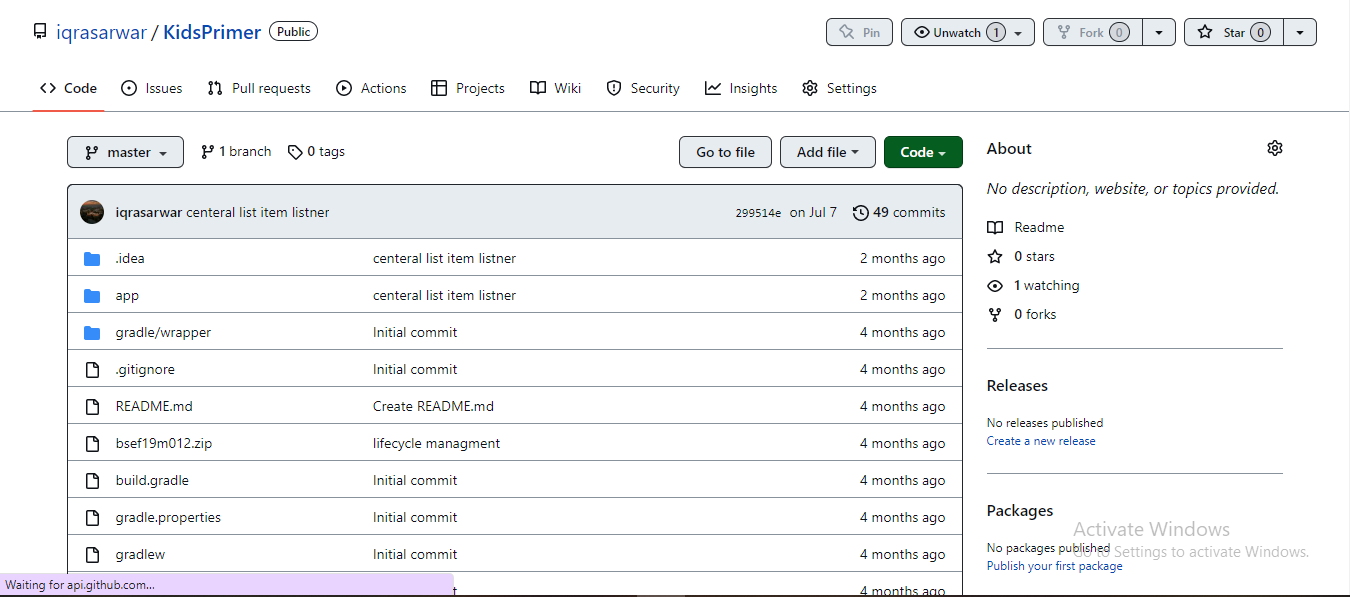 iqrasarwar / KidsPrimer Public Pin Unwatch 1 Fork 0 Star 0
Code Issues Pull requests Actions Projects Wiki Security Insights Settings
master 1 branch 0 tags Go to file Add file Code
iqrasarwar centeral list item listner 299514e on Jul 7 49 commits
.idea centeral list item listner 2 months ago
app centeral list item listner 2 months ago
gradle/wrapper Initial commit 4 months ago
.gitignore Initial commit 4 months ago
README.md Create README.md 4 months ago
bsef19m012.zip lifecycle managment 4 months ago
build.gradle Initial commit 4 months ago
gradle.properties Initial commit 4 months ago
gradlew Initial commit 4 months ago
4 months ago
About
No description, website, or topics provided.
Readme
0 stars
1 watching
0 forks
Releases
No releases published
Create a new release
Packages
No packages published
Publish your first package
Activate Windows
Go to Settings to activate Windows.
Waiting for api.github.com...